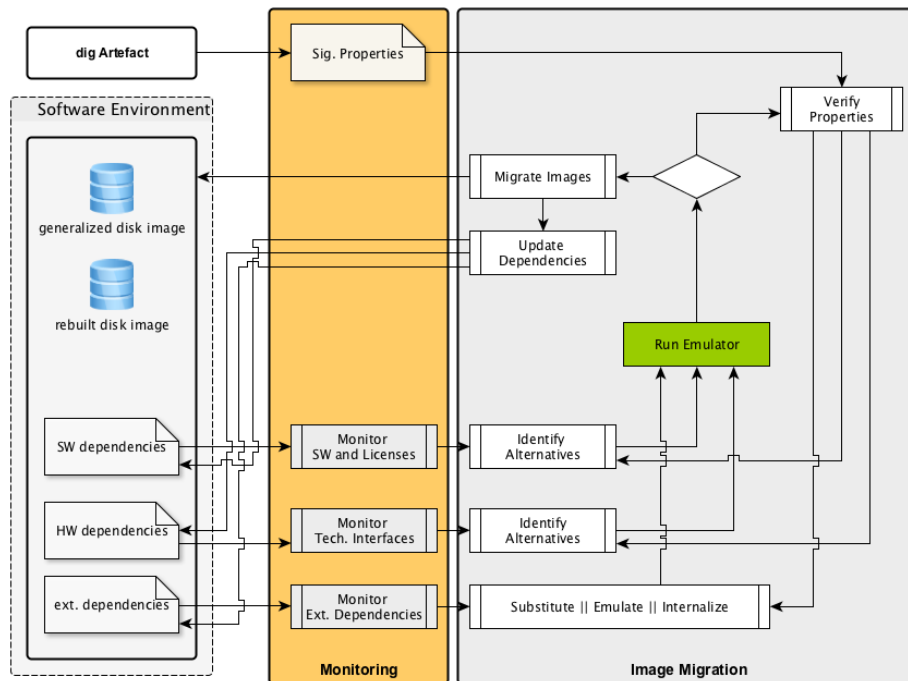 dig Artefact
Sig. Properties
Software Environment
Verify
Properties
Migrate Images
generalized disk image
Update
Dependencies
rebuilt disk image
Run Emulator
SW dependencies
Monitor
SW and Licenses
Identify
Alternatives
HW dependencies
Monitor
Tech. Interfaces
Identify
Alternatives
ext. dependencies
Monitor
Ext. Dependencies
Substitute || Emulate || Internalize
Monitoring
Image Migration